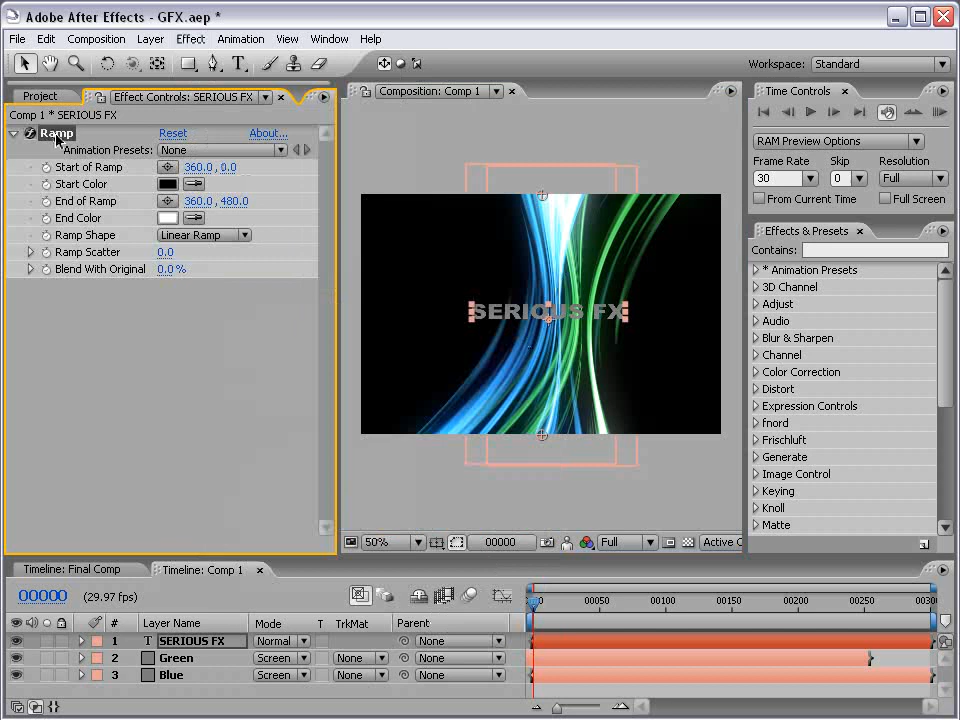 Adobe After Effects - GFX.aep *
File Edit Composition Layer Effect Animation View Window Help
Workspace: Standard
Project Effect Controls: SERIOUS FX
Comp 1 * SERIOUS FX
Ramp Reset About...
Animation Presets: None
Start of Ramp 360.0, 0.0
Start Color
End of Ramp 360.0, 480.0
End Color
Ramp Shape Linear Ramp
Ramp Scatter 0.0
Blend With Original 0.0 %
Composition: Comp 1
SERIOUS FX
50% 00000 Full Active C
Time Controls
RAM Preview Options
Frame Rate Skip Resolution
30 0 Full
From Current Time Full Screen
Effects & Presets
Contains:
* Animation Presets
3D Channel
Adjust
Audio
Blur & Sharpen
Channel
Color Correction
Distort
Expression Controls
fnord
Frischluft
Generate
Image Control
Keying
Knoll
Matte
Timeline: Final Comp Timeline: Comp 1
00000 (29.97 fps)
00050 00100 00150 00200 00250 0030
# Layer Name Mode T TrkMat Parent
1 T SERIOUS FX Normal None
2 Green Screen None None
3 Blue Screen None None